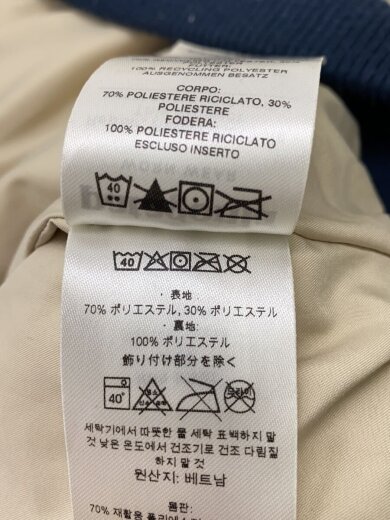 FUTTER:
100% RECYCLING POLYESTER
AUSGENOMMEN BESATZ
CORPO:
70% POLIESTERE RICICLATO, 30%
POLIESTERE
FODERA:
100% POLIESTERE RICICLATO
ESCLUSO INSERTO
40
40
・表地
70% ポリエステル, 30% ポリエステル
・裏地:
100% ポリエステル
飾り付け部分を除く
40°
세탁기에서 따뜻한 물 세탁 표백하지 말
것 낮은 온도에서 건조기로 건조 다림질
하지 말 것
원산지: 베트남
몸판:
70% 재활용 폴리에스